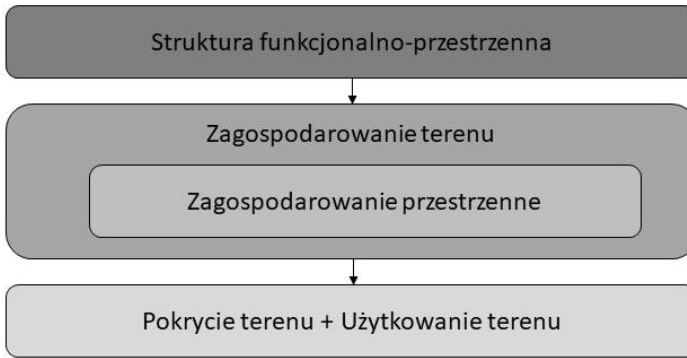 Struktura funkcjonalno-przestrzenna
Zagospodarowanie terenu
Zagospodarowanie przestrzenne
Pokrycie terenu + Użytkowanie terenu